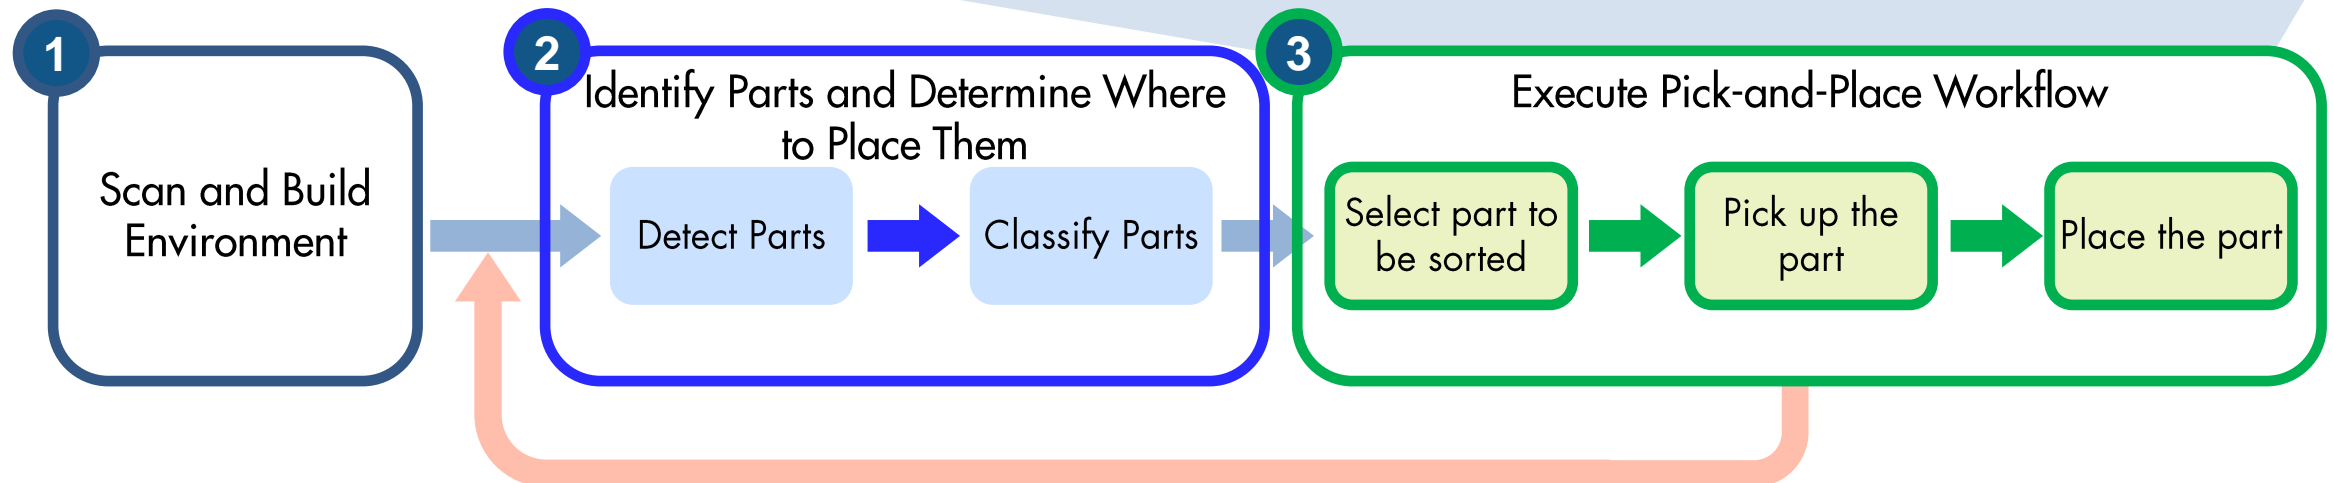 1
Scan and Build
Environment
2
Identify Parts and Determine Where
to Place Them
Detect Parts
Classify Parts
3
Execute Pick-and-Place Workflow
Select part to
be sorted
Pick up the
part
Place the part